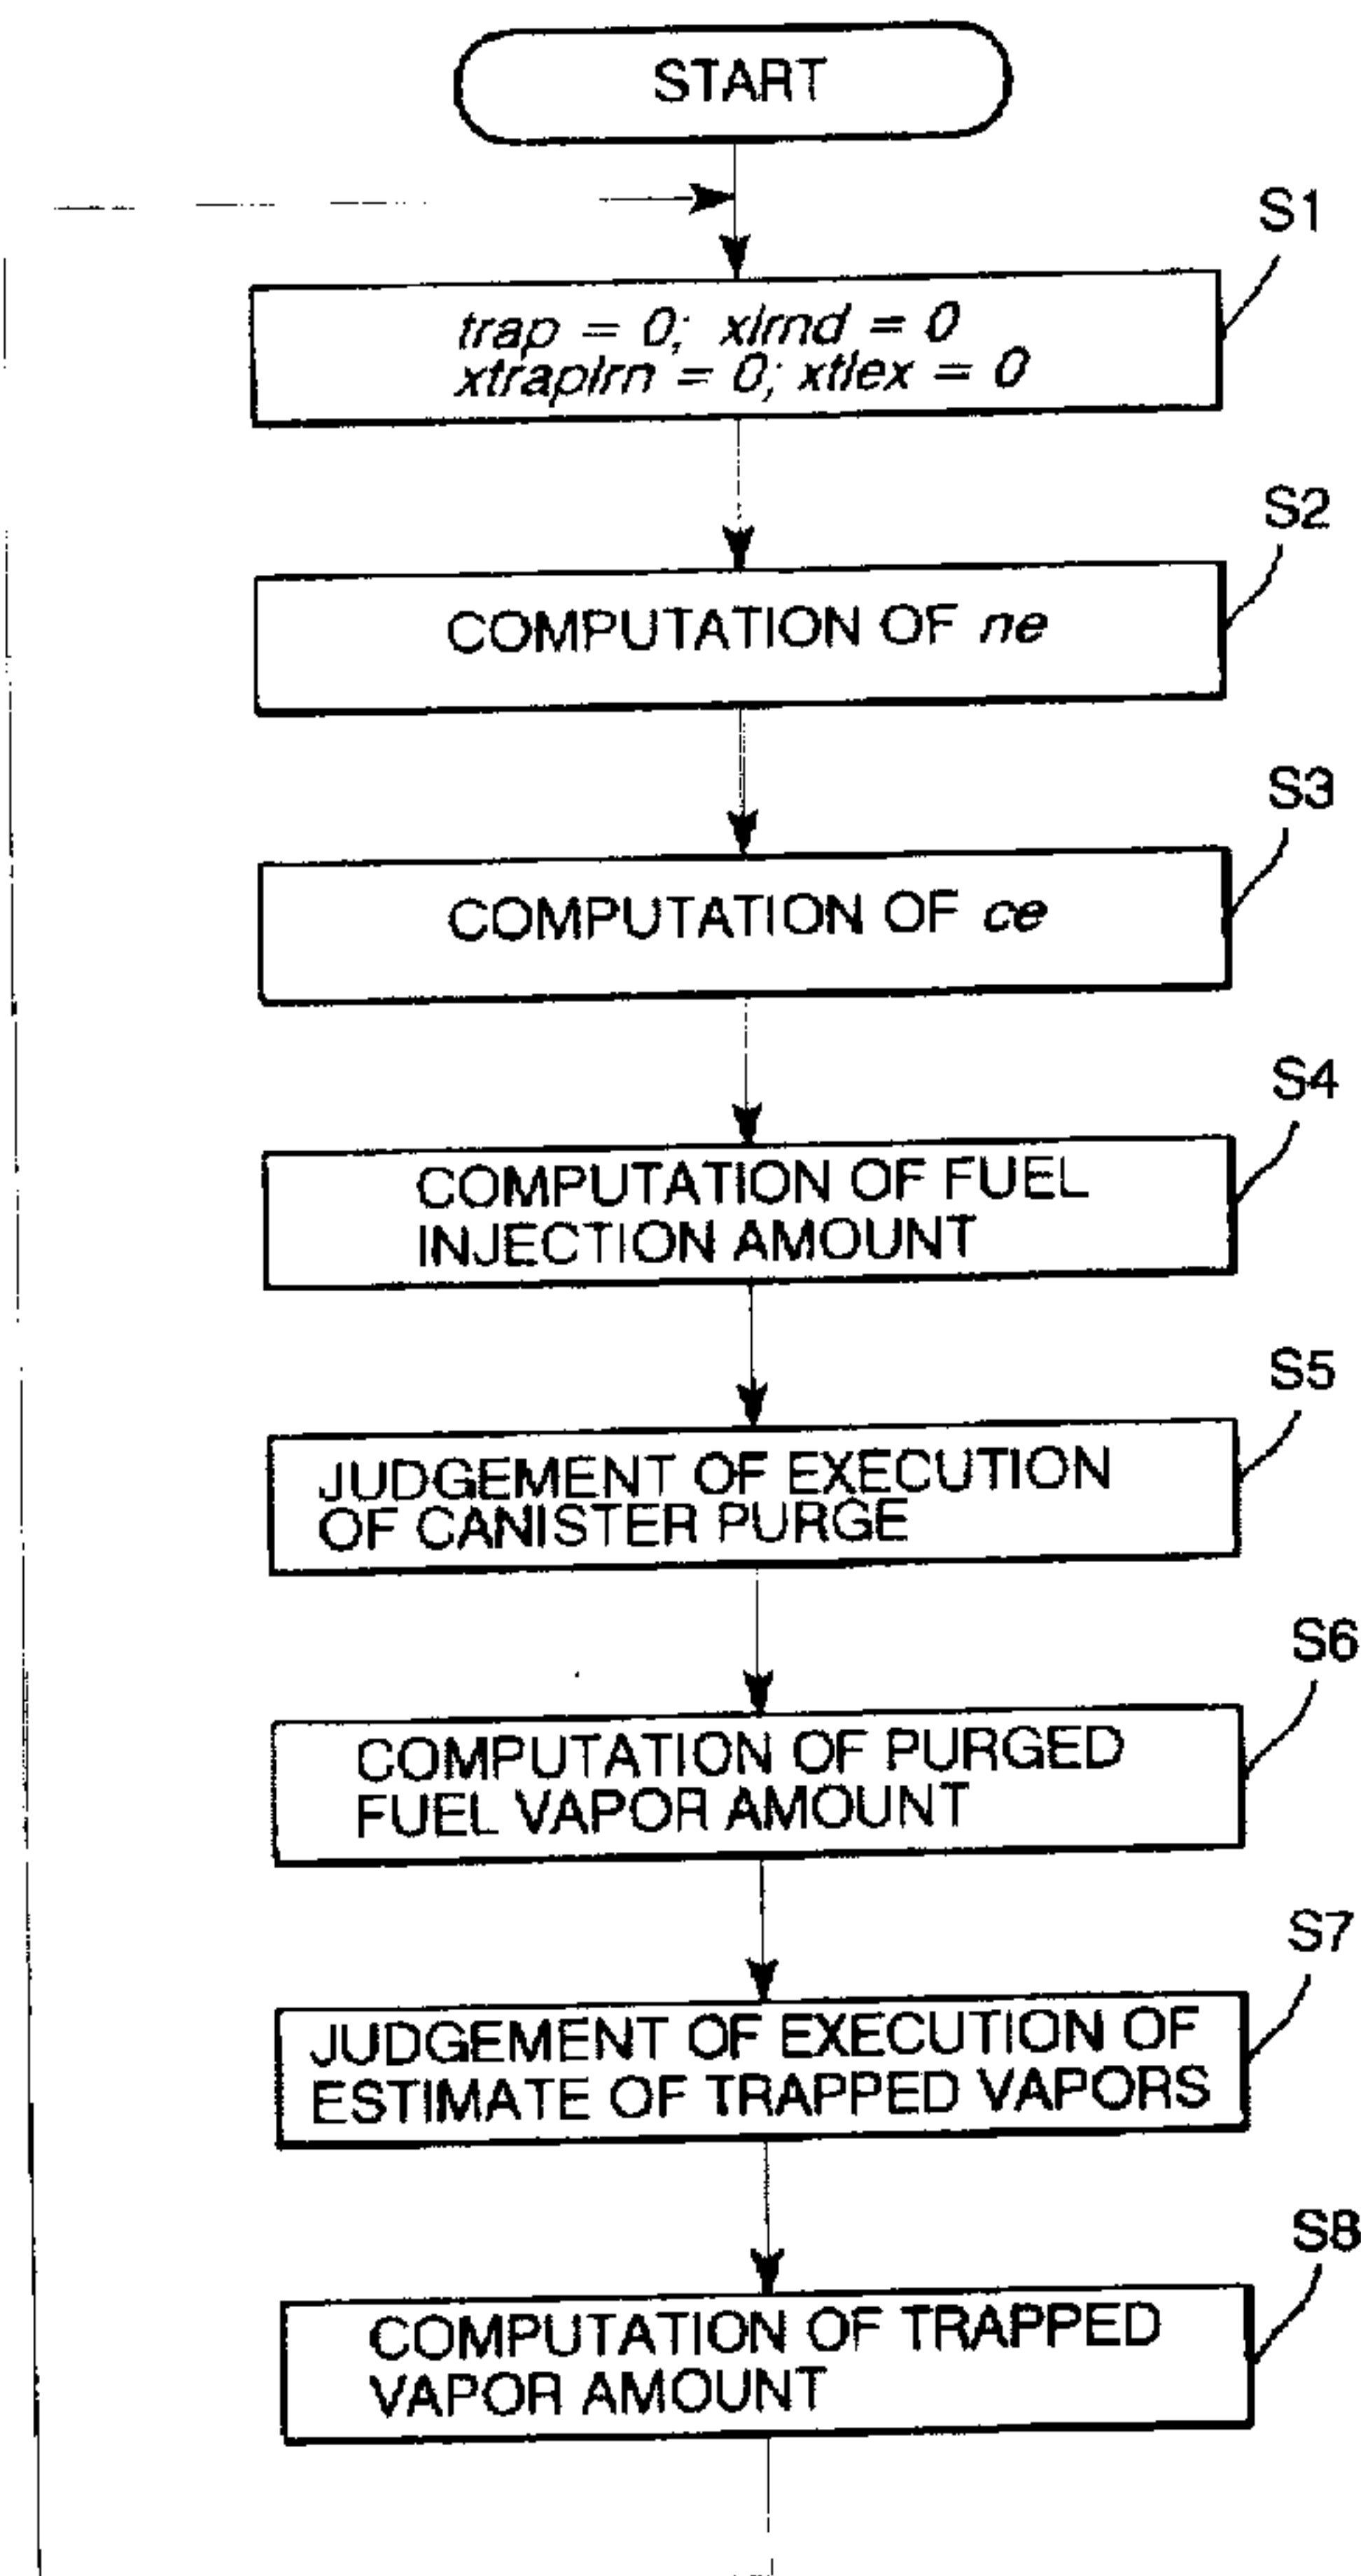 START
S1
trap = 0; xlrnd = 0
xtraplrn = 0; xtlex = 0
S2
COMPUTATION OF ne
S3
COMPUTATION OF ce
S4
COMPUTATION OF FUEL
INJECTION AMOUNT
S5
JUDGEMENT OF EXECUTION
OF CANISTER PURGE
S6
COMPUTATION OF PURGED
FUEL VAPOR AMOUNT
S7
JUDGEMENT OF EXECUTION OF
ESTIMATE OF TRAPPED VAPORS
S8
COMPUTATION OF TRAPPED
VAPOR AMOUNT